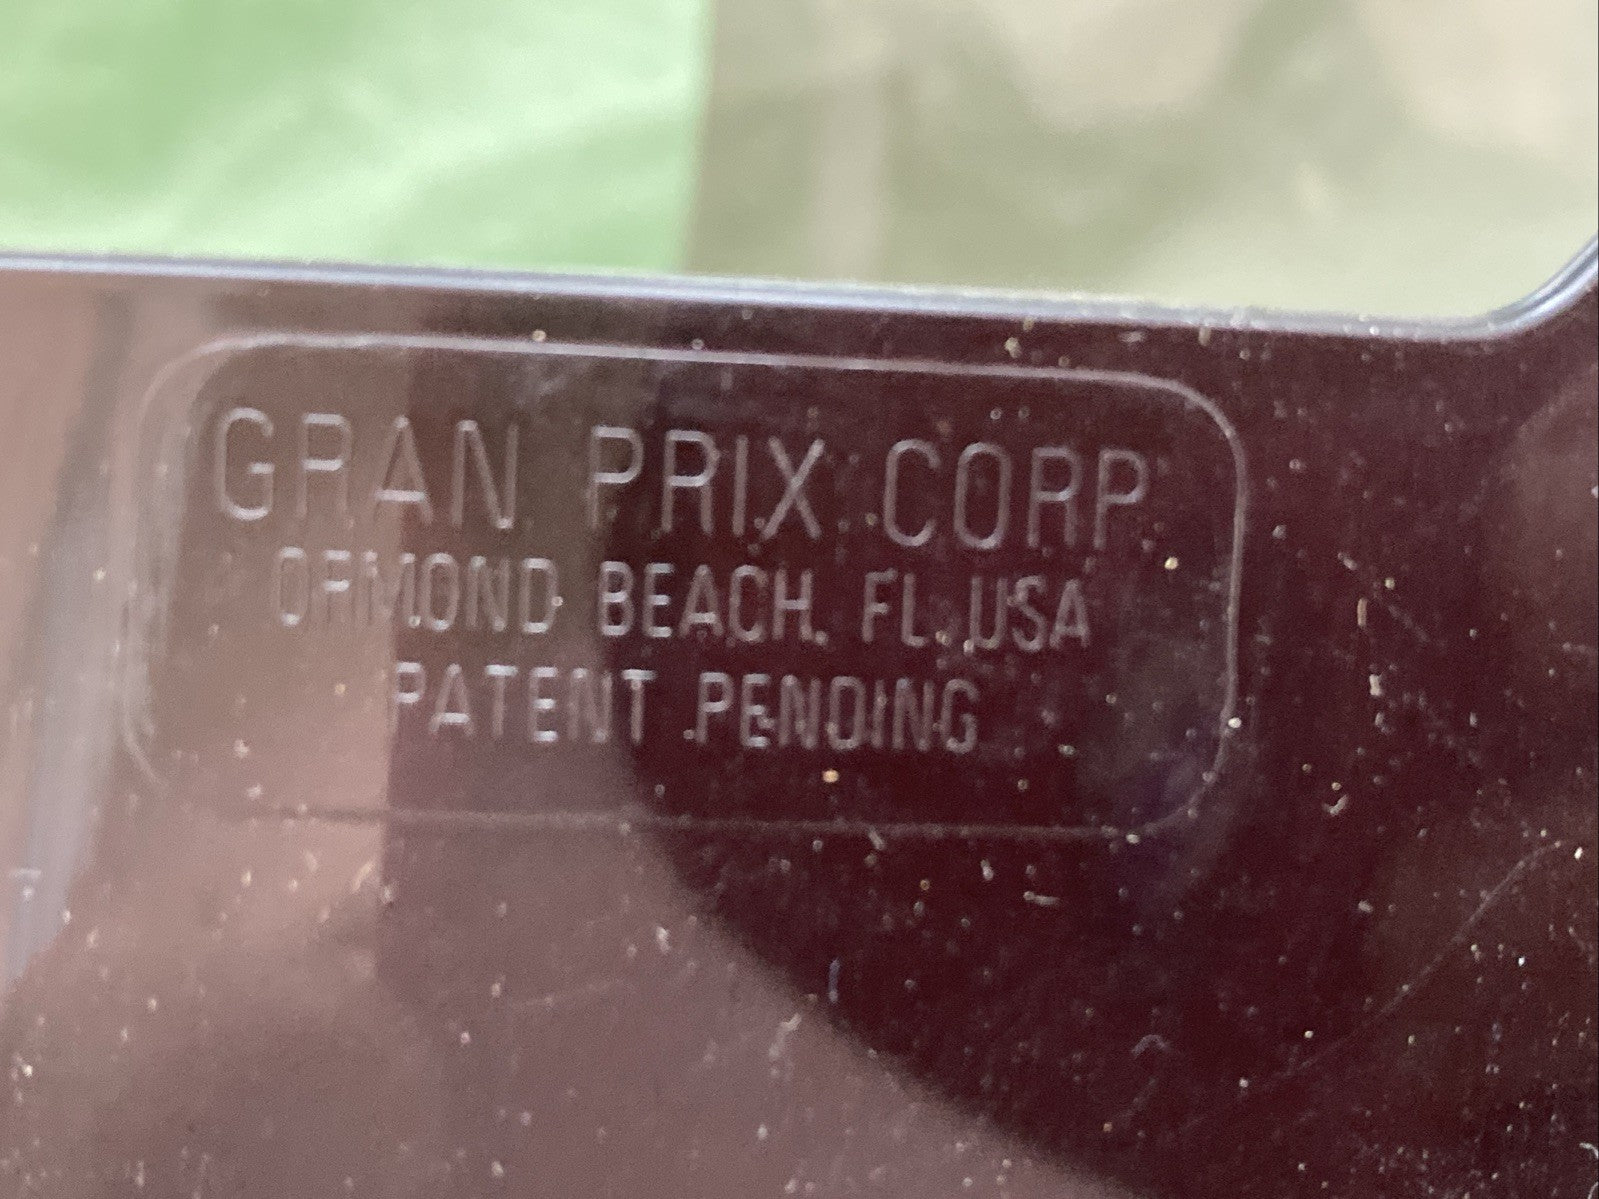 GRAN PRIX CORP
ORMOND BEACH, FL. USA
PATENT PENDING